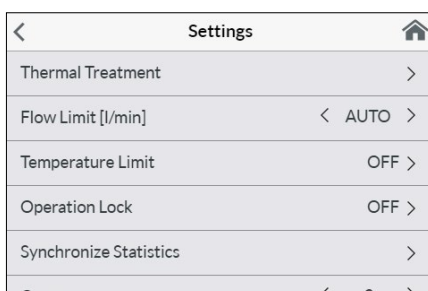 Settings
Thermal Treatment
Flow Limit [l/min] < AUTO >
Temperature Limit OFF >
Operation Lock OFF >
Synchronize Statistics